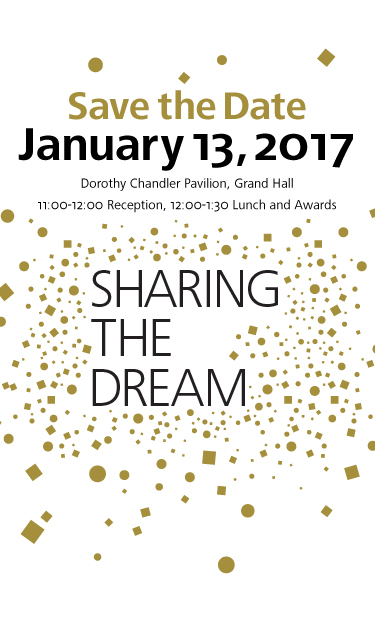 Save the Date
January 13, 2017
Dorothy Chandler Pavilion, Grand Hall
11:00-12:00 Reception, 12:00-1:30 Lunch and Awards
SHARING
THE
DREAM